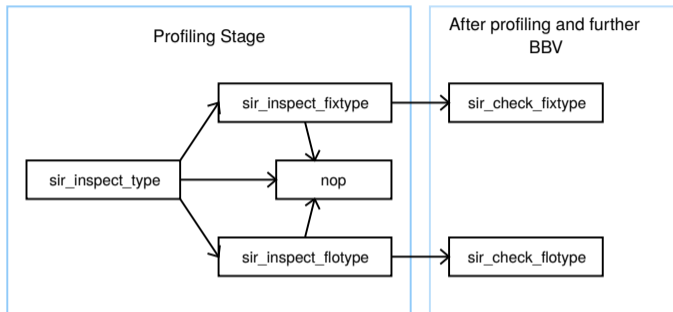 Profiling Stage
After profiling and further
BBV
sir_inspect_fixtype
sir_check_fixtype
sir_inspect_type
nop
sir_inspect_flotype
sir_check_flotype